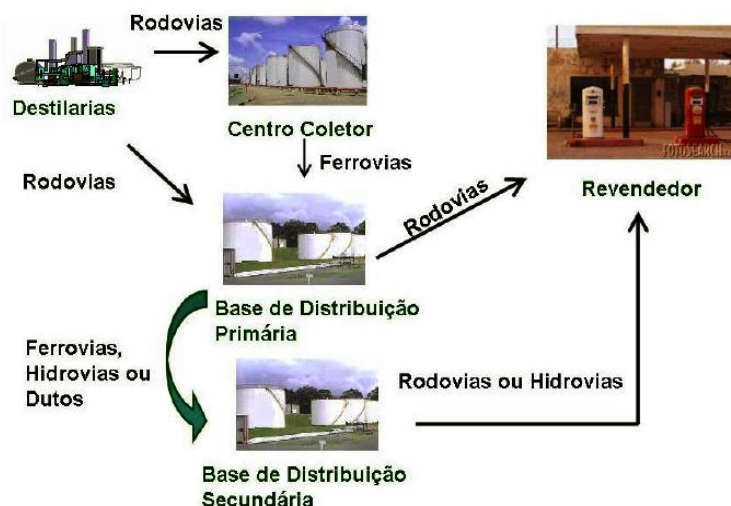 Rodovias
Destilarias
Centro Coletor
Ferrovias
Rodovias
Rodovias
FOTOSEARCH
Revendedor
Base de Distribuição
Primária
Ferrovias,
Hidrovias ou
Dutos
Rodovias ou Hidrovias
Base de Distribuição
Secundária